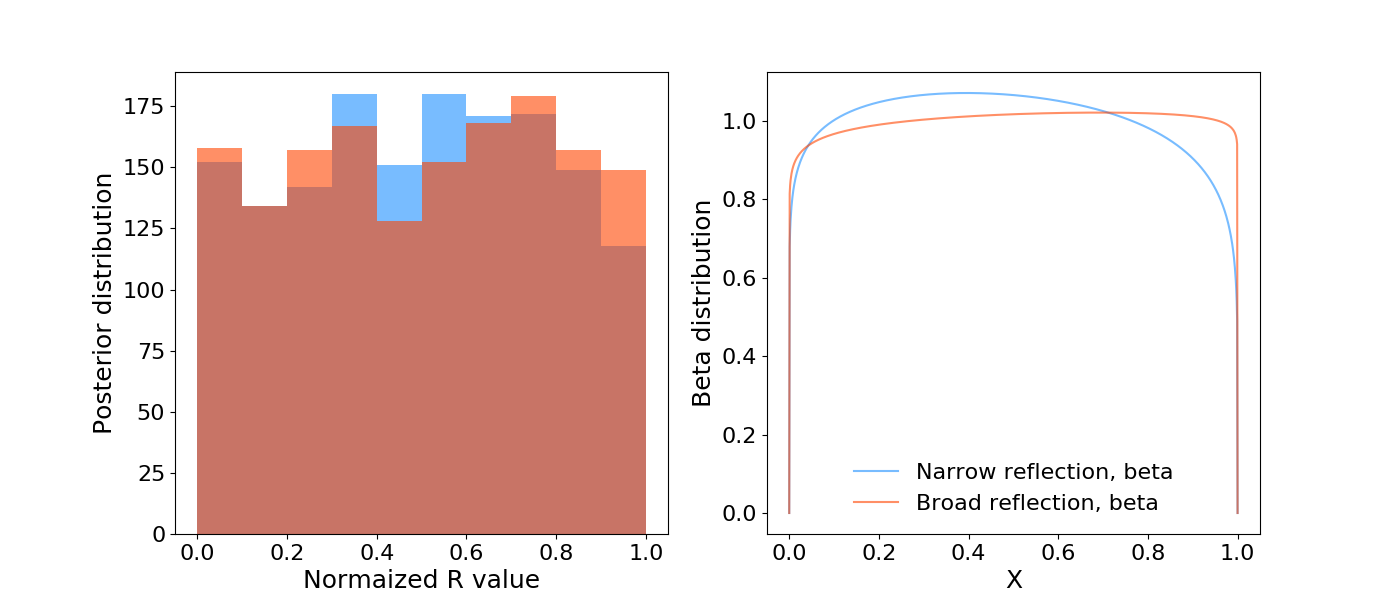 Posterior distribution
175
150
125
100
75
50
25
0
0.0 0.2 0.4 0.6 0.8 1.0
Normaized R value
Beta distribution
1.0
0.8
0.6
0.4
0.2
0.0
Narrow reflection, beta
Broad reflection, beta
0.0 0.2 0.4 0.6 0.8 1.0
X